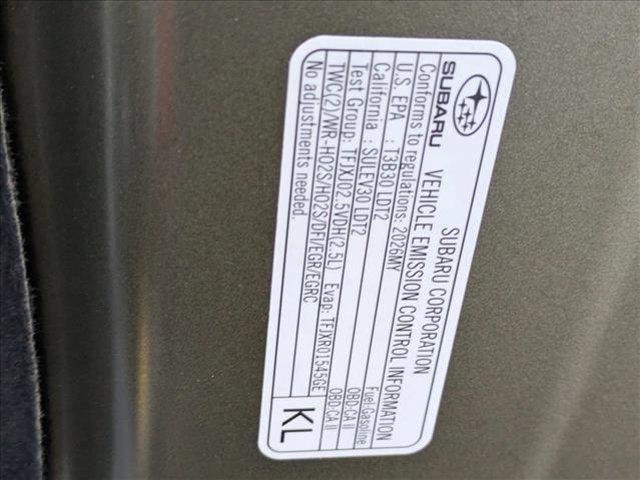 SUBARU
SUBARU CORPORATION
VEHICLE EMISSION CONTROL INFORMATION
Conforms to regulations: 2026MY Fuel:Gasoline
U.S. EPA : T3B30 LDT2 OBD:CA II
California : SULEV30 LDT2 OBD:CA II
Test Group: TFJXJ02.5VDH(2.5L) Evap: TFJXR01545GE
TWC(2)/WR-HO2S/HO2S/DFI/EGR/EGRC
No adjustments needed.
KL